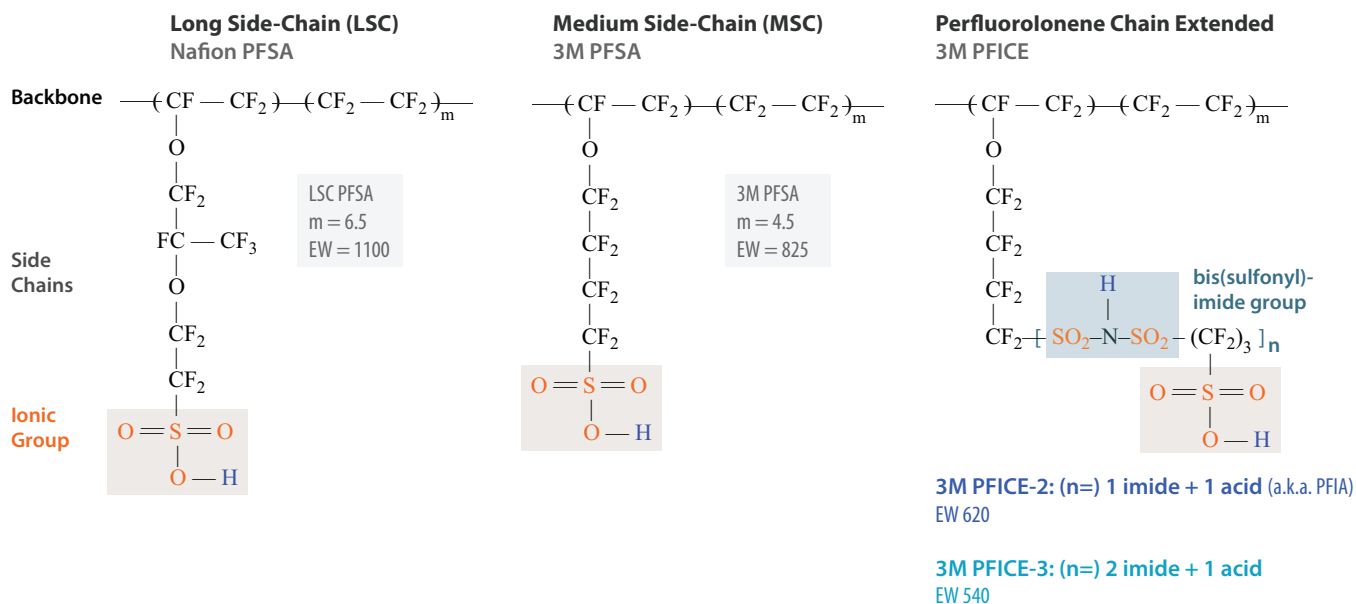 Long Side-Chain (LSC)
Nafion PFSA
Medium Side-Chain (MSC)
3M PFSA
PerfluoroIonene Chain Extended
3M PFICE
Backbone
—( CF — CF₂ )—( CF₂ — CF₂ )ₘ—
O
CF₂
FC — CF₃
O
CF₂
CF₂
O = S = O
O — H
LSC PFSA
m = 6.5
EW = 1100
Side
Chains
Ionic
Group
—( CF — CF₂ )—( CF₂ — CF₂ )ₘ—
O
CF₂
CF₂
CF₂
CF₂
O = S = O
O — H
3M PFSA
m = 4.5
EW = 825
—( CF — CF₂ )—( CF₂ — CF₂ )ₘ—
O
CF₂
CF₂
CF₂
H
bis(sulfonyl)-
imide group
CF₂—[ SO₂–N–SO₂ – (CF₂)₃ ]n
O = S = O
O — H
3M PFICE-2: (n=) 1 imide + 1 acid (a.k.a. PFIA)
EW 620
3M PFICE-3: (n=) 2 imide + 1 acid
EW 540